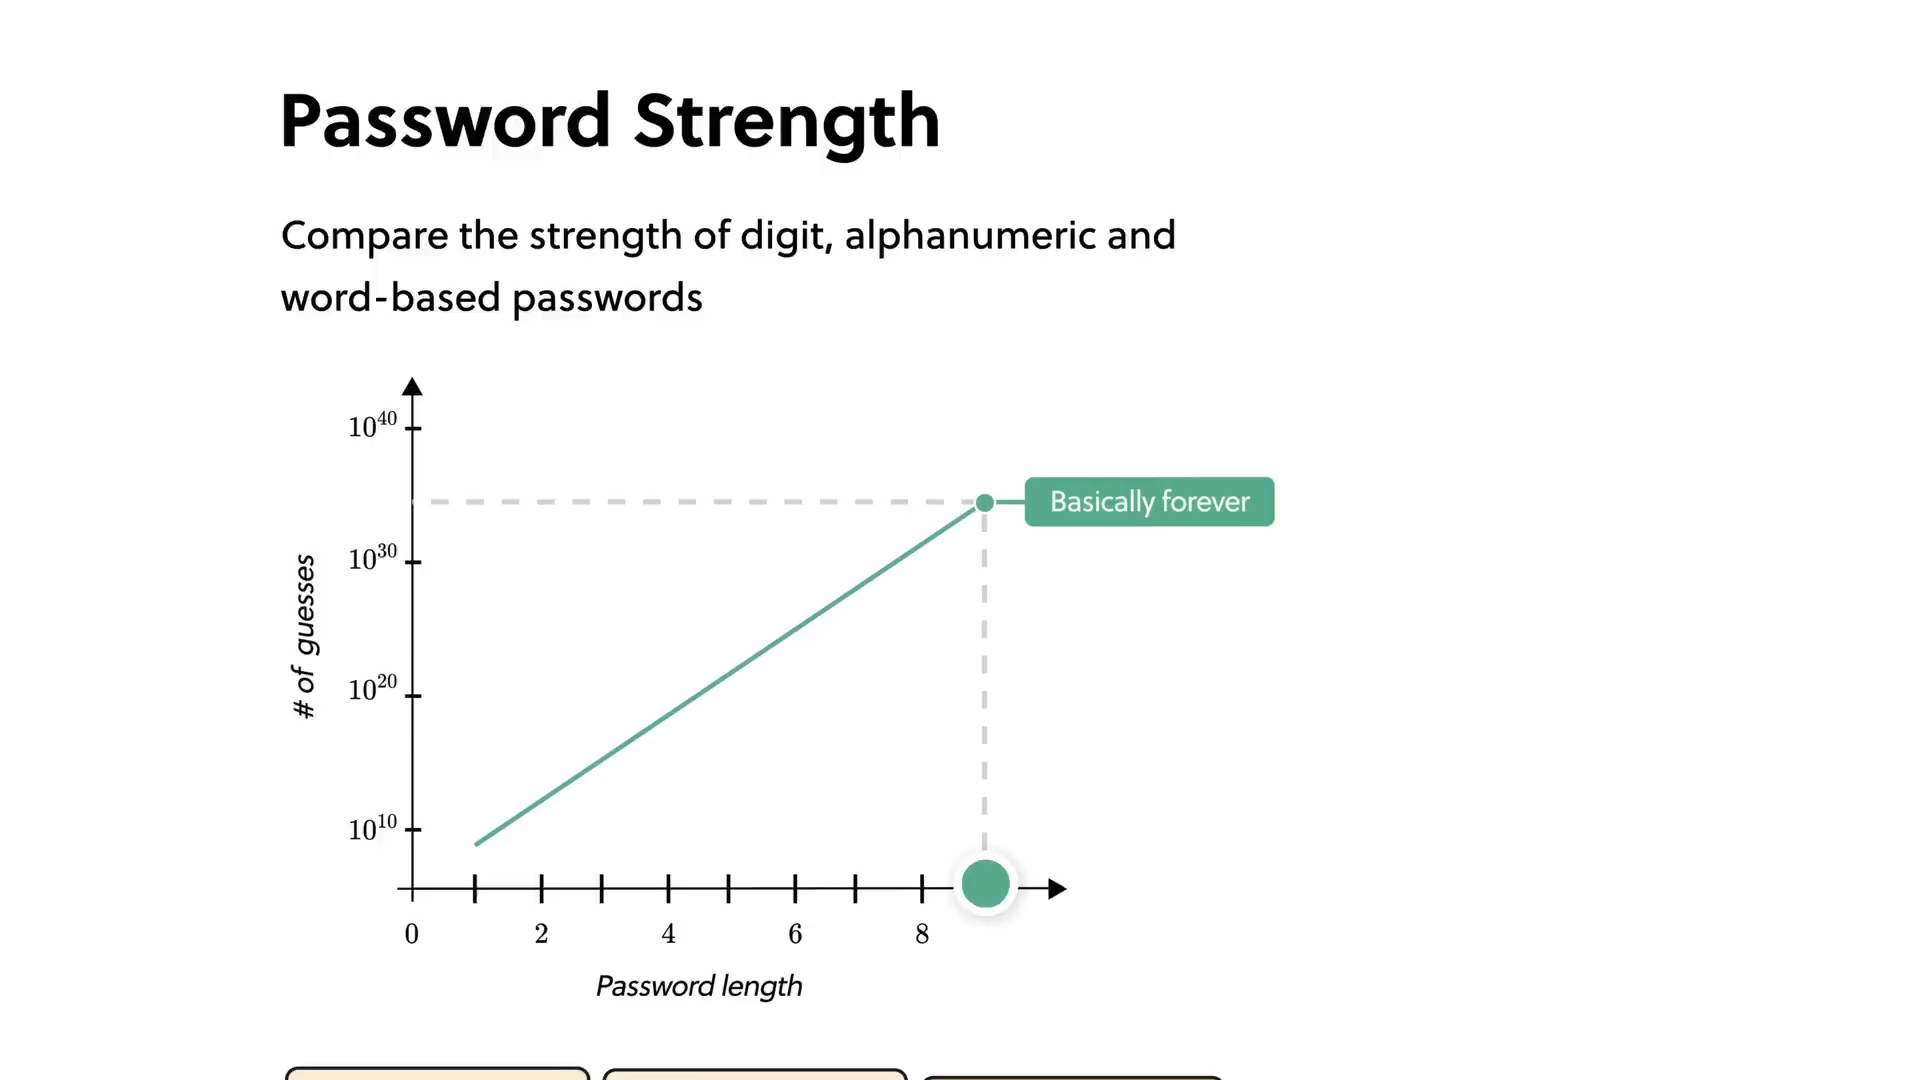 Password Strength
Compare the strength of digit, alphanumeric and
word-based passwords
10^40
Basically forever
10^30
# of guesses
10^20
10^10
0 2 4 6 8
Password length